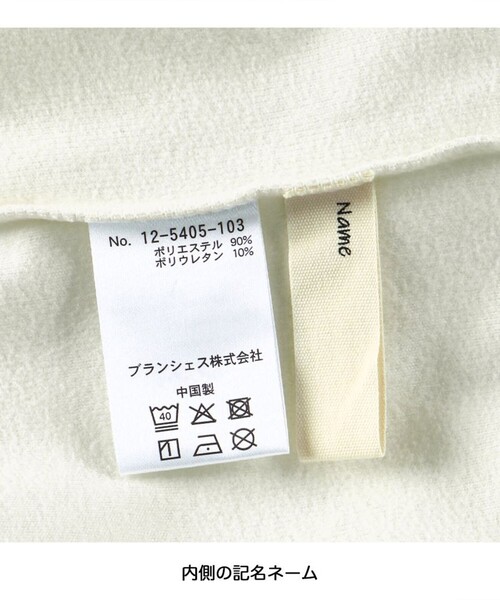 No. 12-5405-103
ポリエステル 90%
ポリウレタン 10%
ブランシェス株式会社
中国製
40
Name
内側の記名ネーム